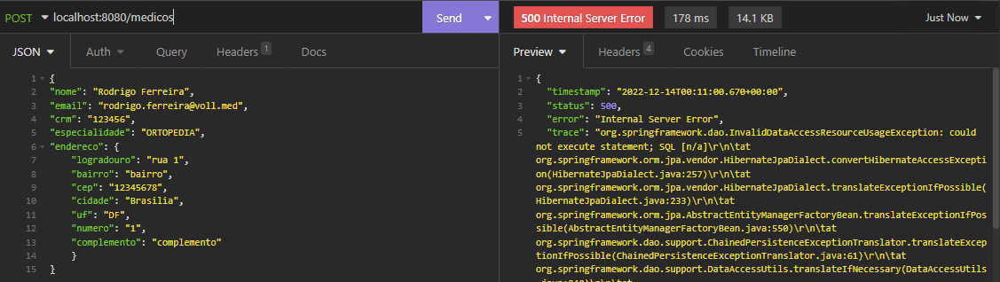 POST localhost:8080/medicos Send 500 Internal Server Error 178 ms 14.1 KB Just Now
JSON Auth Query Headers 1 Docs
Preview Headers 4 Cookies Timeline
1 {
2 "nome": "Rodrigo Ferreira",
3 "email": "rodrigo.ferreira@voll.med",
4 "crm": "123456",
5 "especialidade": "ORTOPEDIA",
6 "endereco": {
7 "logradouro": "rua 1",
8 "bairro": "bairro",
9 "cep": "12345678",
10 "cidade": "Brasilia",
11 "uf": "DF",
12 "numero": "1",
13 "complemento": "complemento"
14 }
15 }
1 {
2 "timestamp": "2022-12-14T00:11:00.670+00:00",
3 "status": 500,
4 "error": "Internal Server Error",
5 "trace": "org.springframework.dao.InvalidDataAccessResourceUsageException: could
not execute statement; SQL [n/a]\r\n\tat
org.springframework.orm.jpa.vendor.HibernateJpaDialect.convertHibernateAccessExcepti
on(HibernateJpaDialect.java:257)\r\n\tat
org.springframework.orm.jpa.vendor.HibernateJpaDialect.translateExceptionIfPossible(
HibernateJpaDialect.java:233)\r\n\tat
org.springframework.orm.jpa.AbstractEntityManagerFactoryBean.translateExceptionIfPos
sible(AbstractEntityManagerFactoryBean.java:550)\r\n\tat
org.springframework.dao.support.ChainedPersistenceExceptionTranslator.translateExcep
tionIfPossible(ChainedPersistenceExceptionTranslator.java:61)\r\n\tat
org.springframework.dao.support.DataAccessUtils.translateIfNecessary(DataAccessUtils